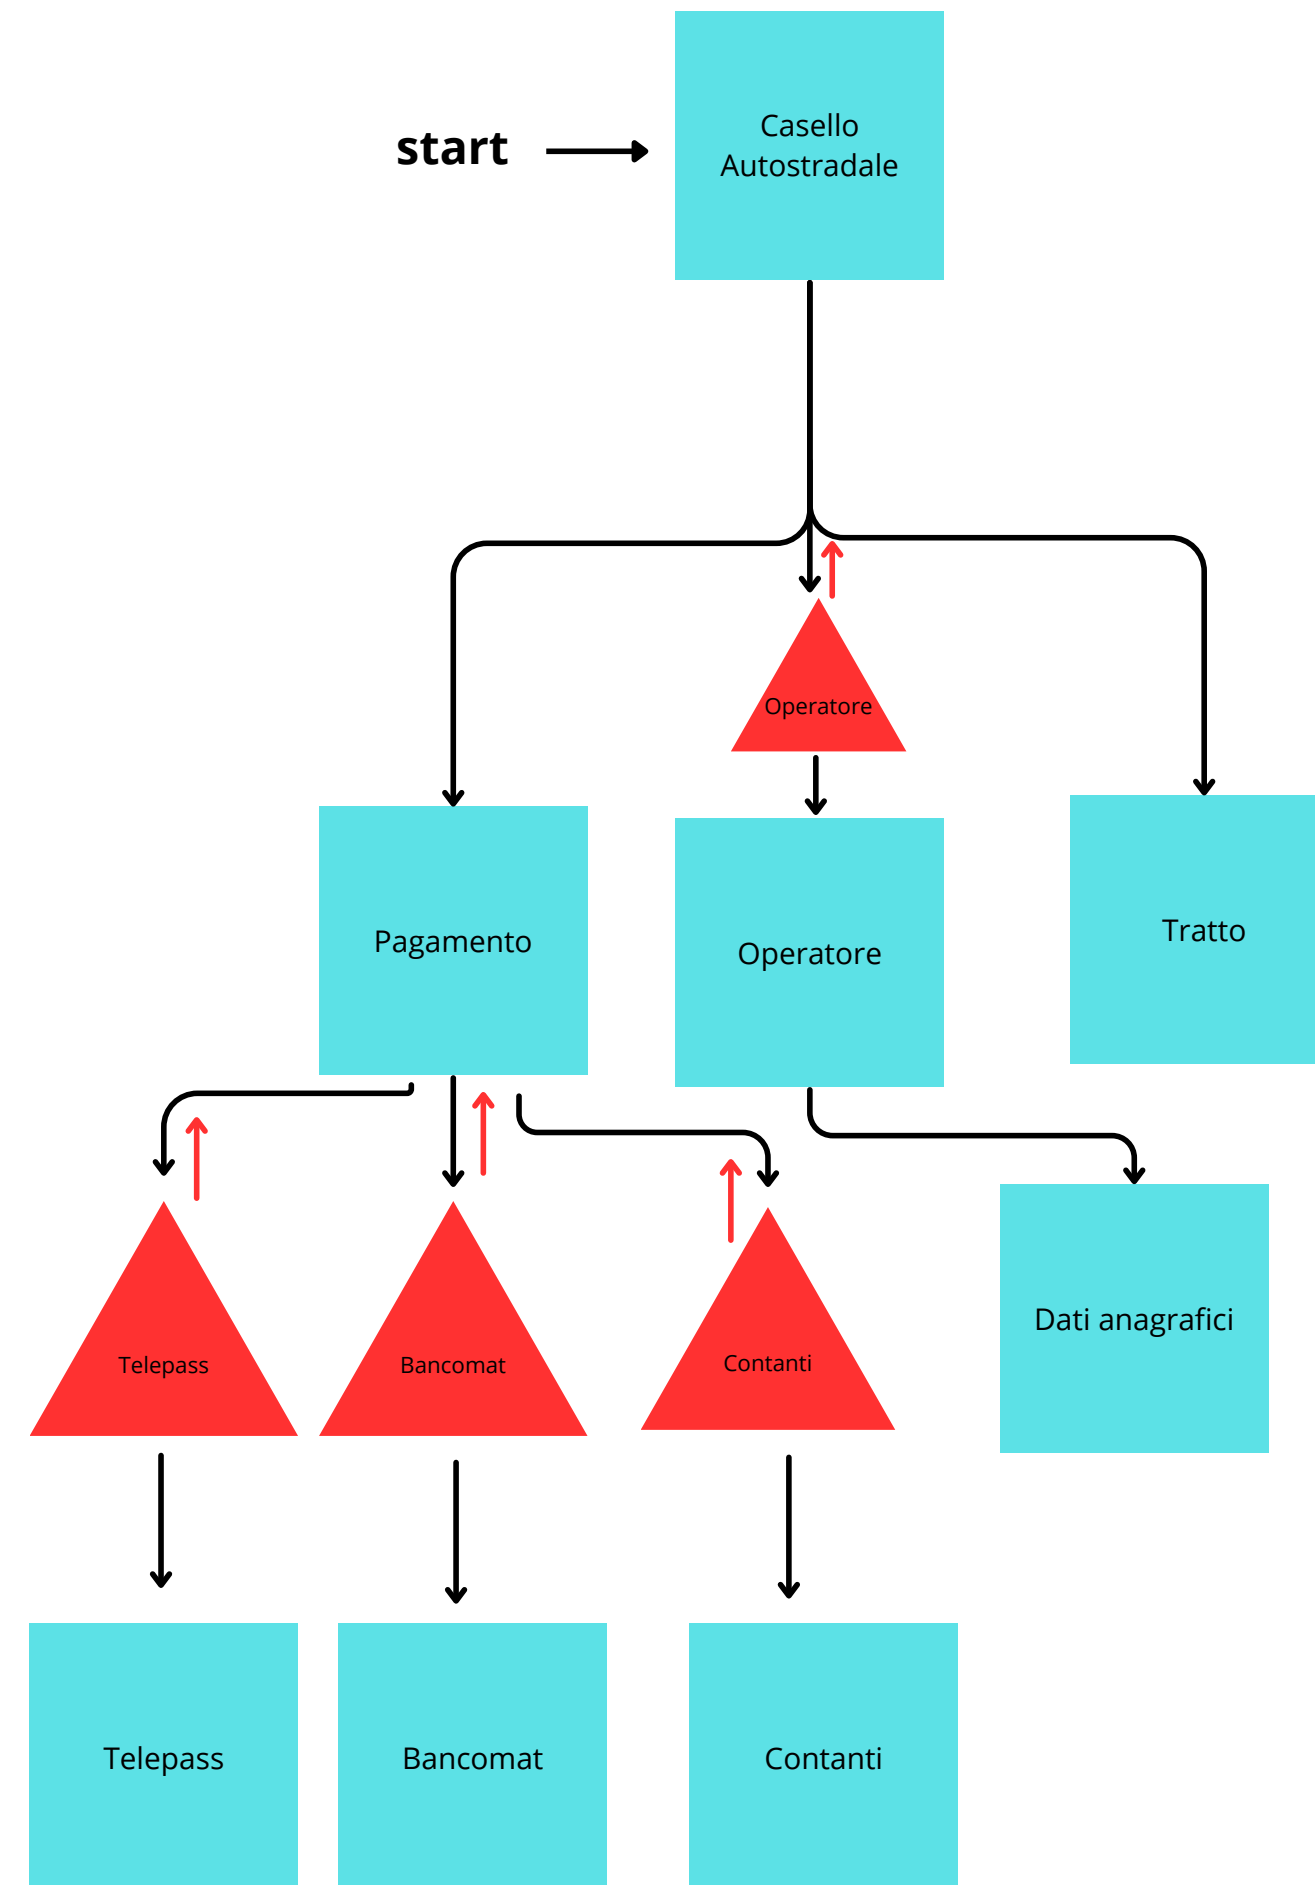 Casello
Autostradale
start
Operatore
Pagamento
Operatore
Tratto
Telepass
Bancomat
Contanti
Dati anagrafici
Telepass
Bancomat
Contanti